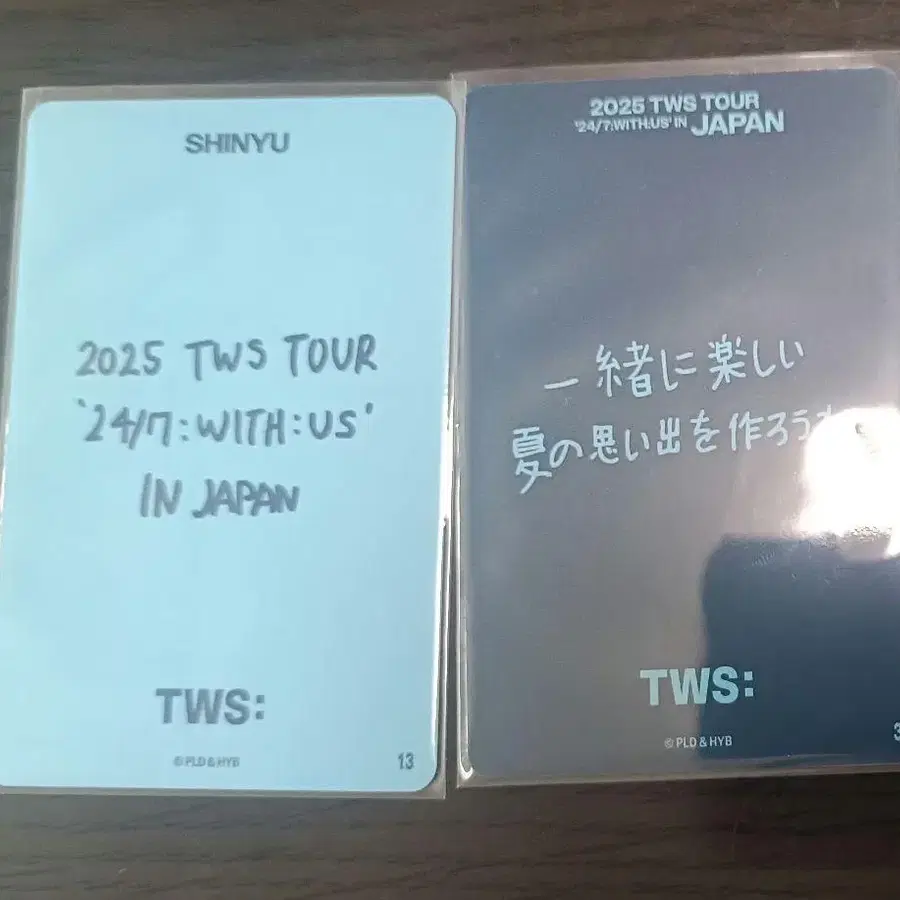 SHINYU
2025 TWS TOUR
'24/7:WITH:US'
IN JAPAN
TWS:
© PLD & HYB
13
2025 TWS TOUR
'24/7:WITH:US' IN JAPAN
一緒に楽しい
夏の思い出を作ろう
TWS:
© PLD & HYB